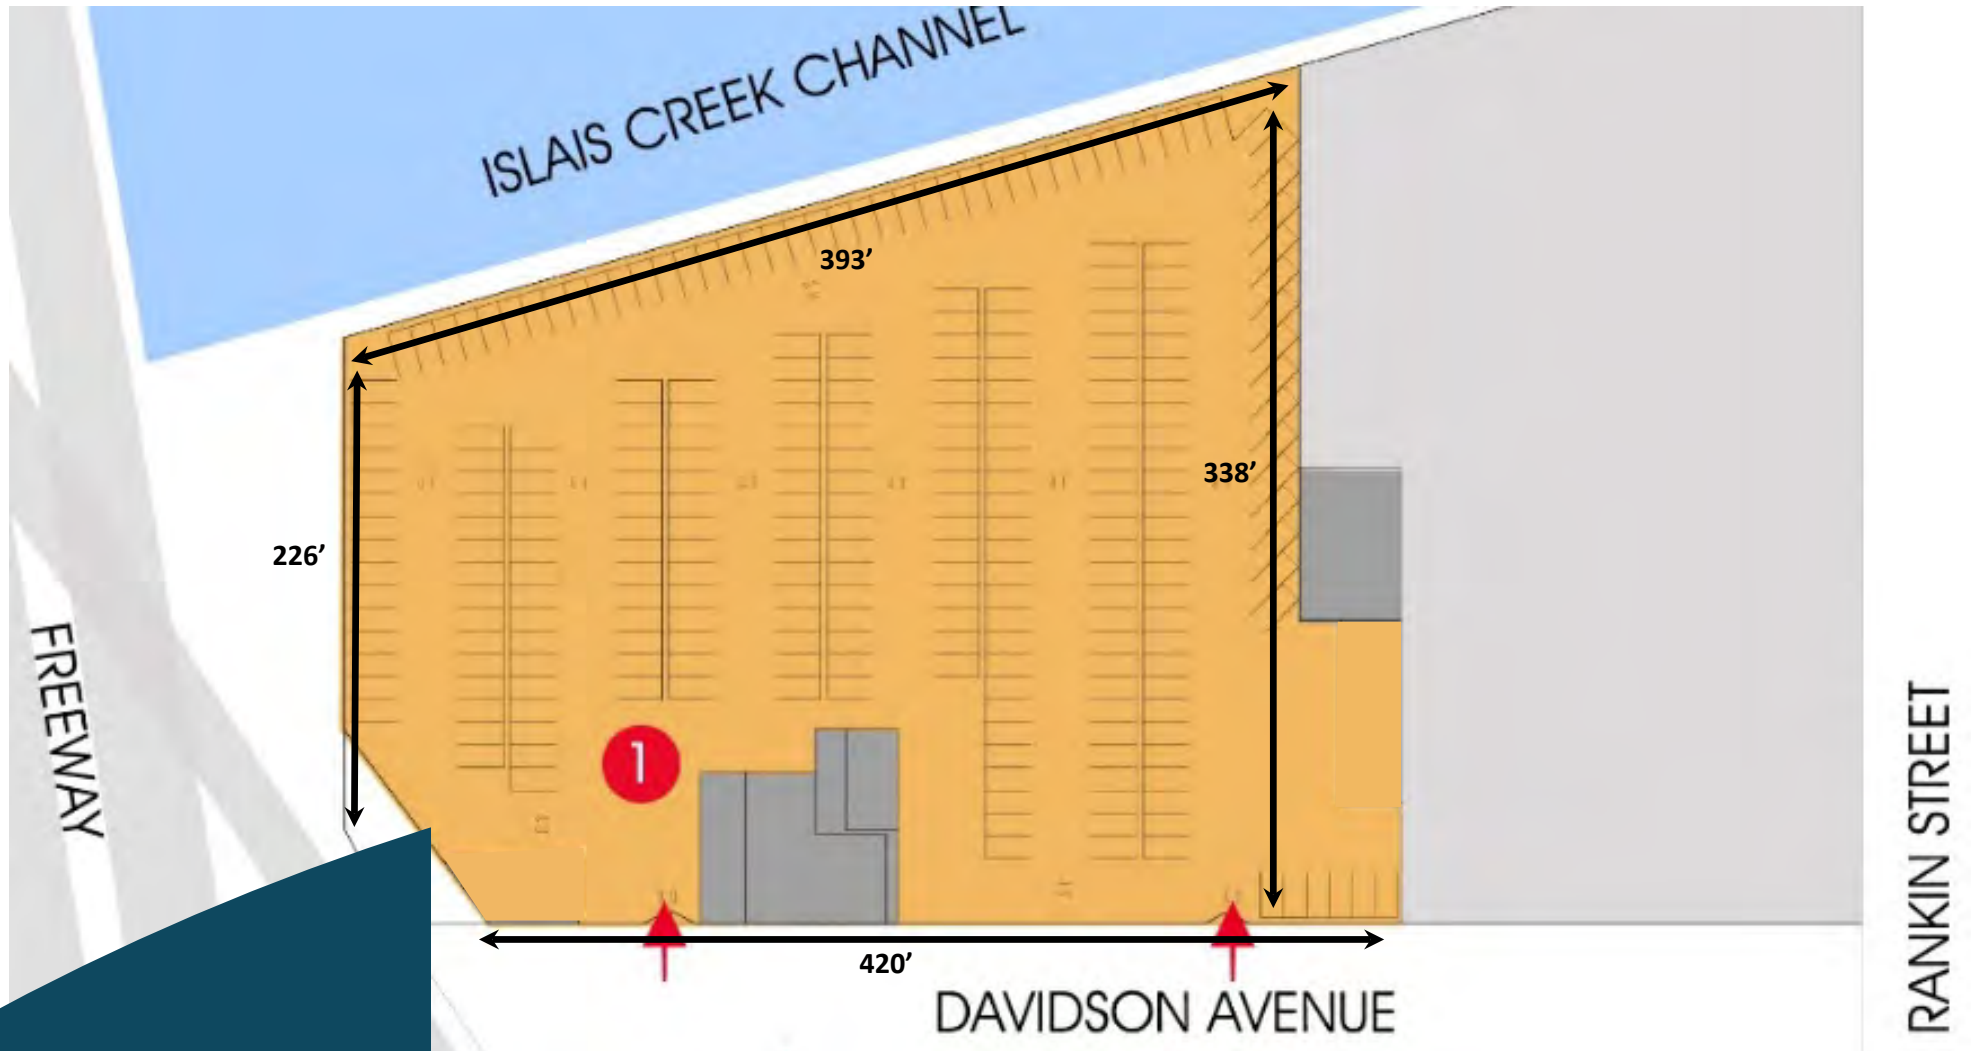 ISLAIS CREEK CHANNEL
393’
338’
226’
FREEWAY
1
420’
DAVIDSON AVENUE
RANKIN STREET